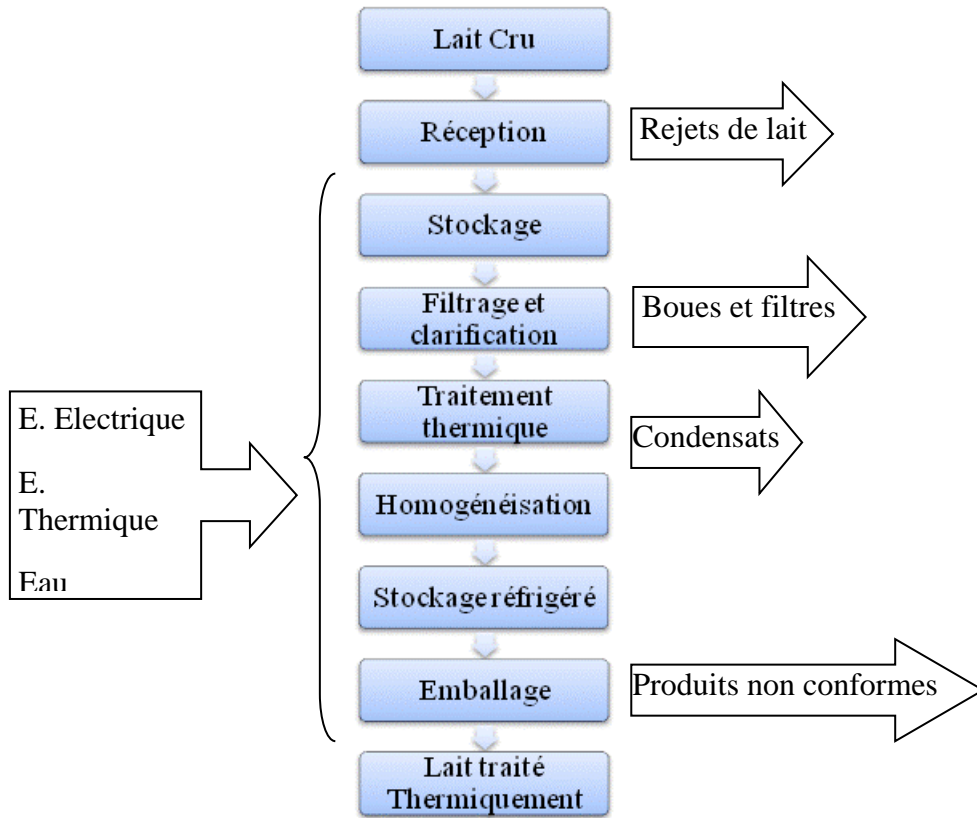 Lait Cru
Réception
Rejets de lait
Stockage
Filtrage et
clarification
Boues et filtres
E. Electrique
E.
Thermique
Eau
Traitement
thermique
Condensats
Homogénéisation
Stockage réfrigéré
Emballage
Produits non conformes
Lait traité
Thermiquement